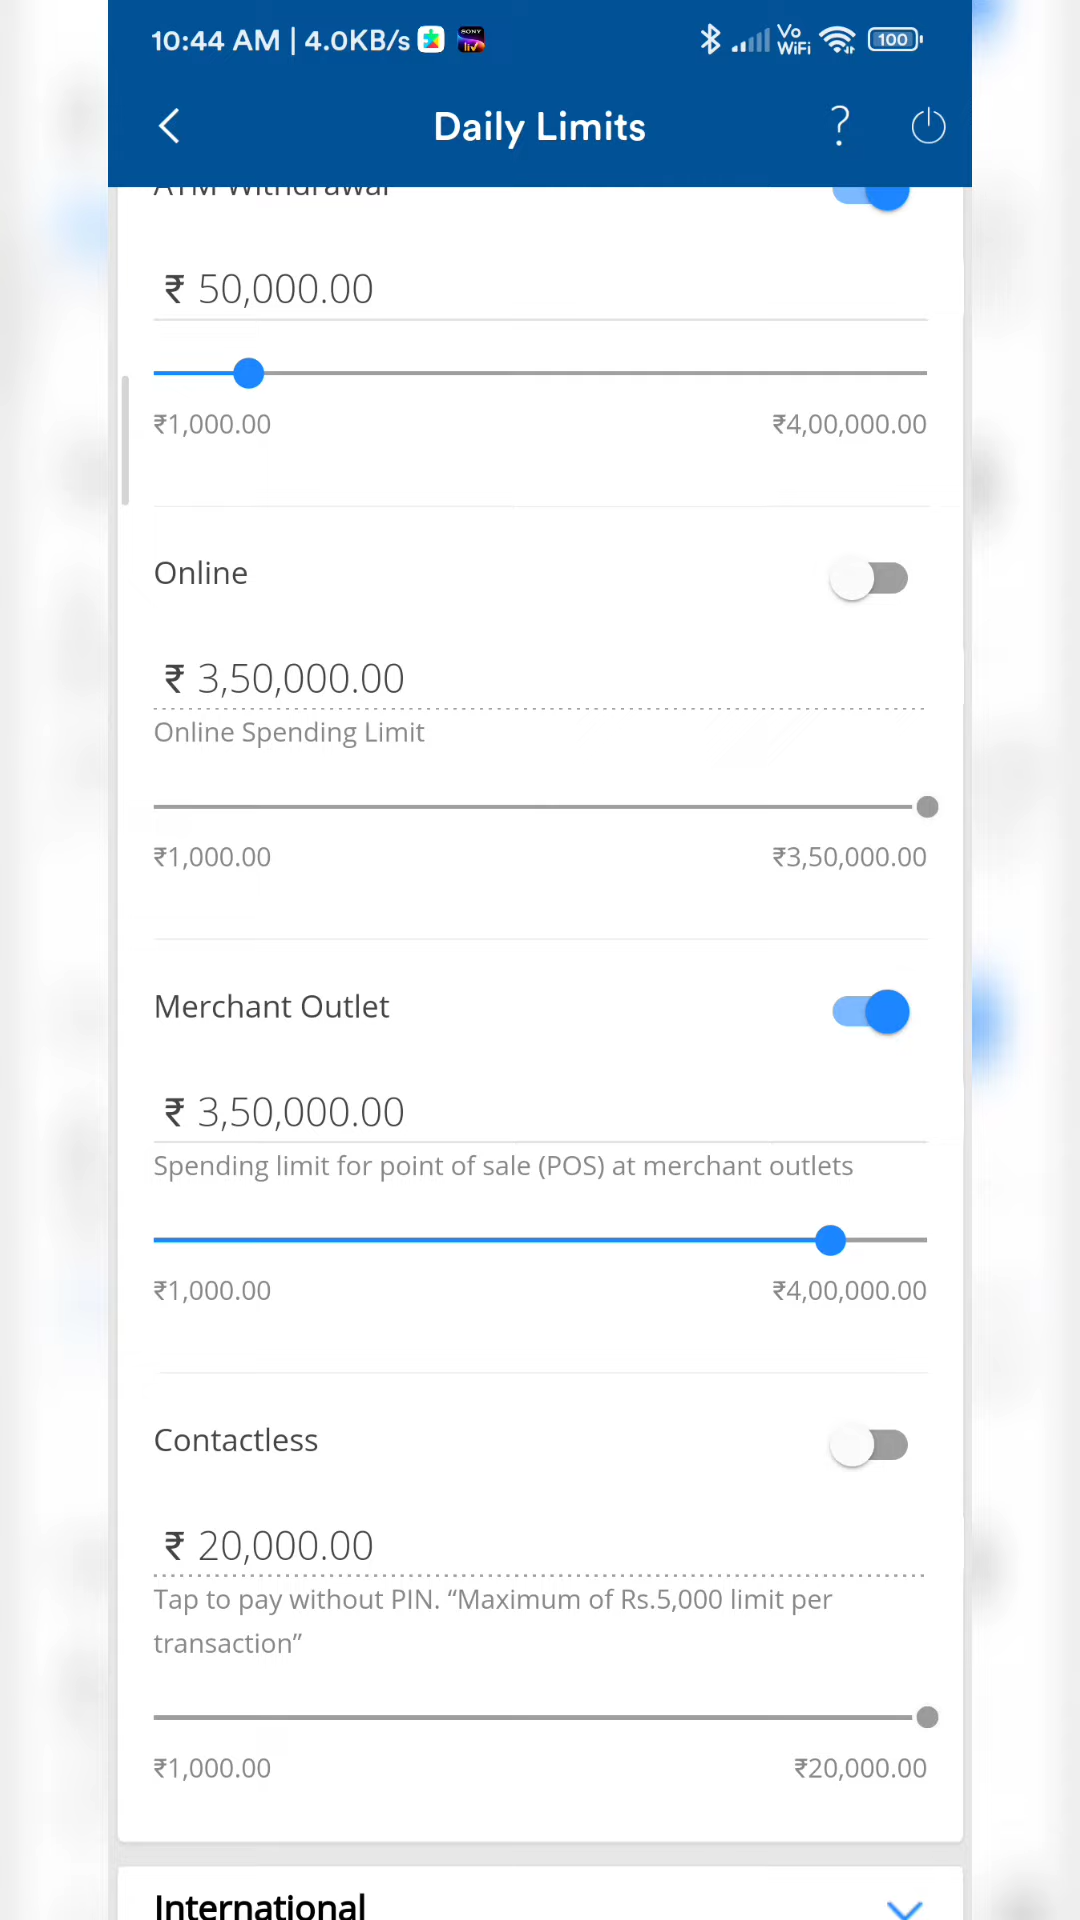 10:44 AM | 4.0KB/s SONY liv Vo WiFi 100
Daily Limits ?
ATM Withdrawal
₹ 50,000.00
₹1,000.00 ₹4,00,000.00
Online
₹ 3,50,000.00
Online Spending Limit
₹1,000.00 ₹3,50,000.00
Merchant Outlet
₹ 3,50,000.00
Spending limit for point of sale (POS) at merchant outlets
₹1,000.00 ₹4,00,000.00
Contactless
₹ 20,000.00
Tap to pay without PIN. “Maximum of Rs.5,000 limit per
transaction”
₹1,000.00 ₹20,000.00
International